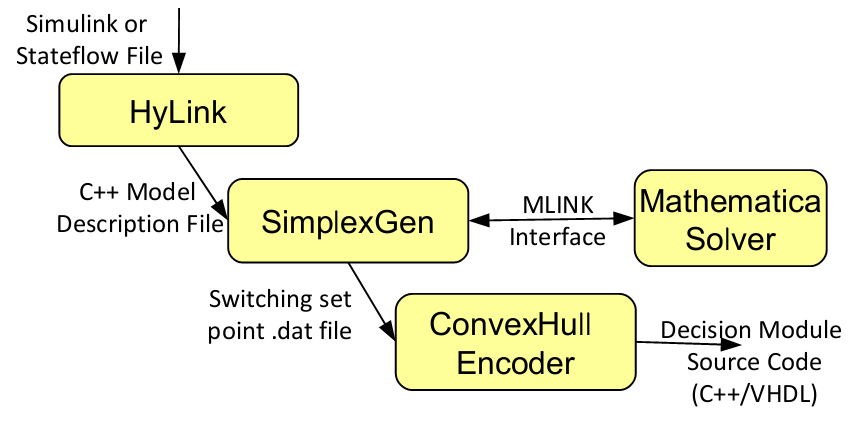 Simulink or
Stateflow File
HyLink
C++ Model
Description File
SimplexGen
MLINK
Interface
Mathematica
Solver
Switching set
point .dat file
ConvexHull
Encoder
Decision Module
Source Code
(C++/VHDL)